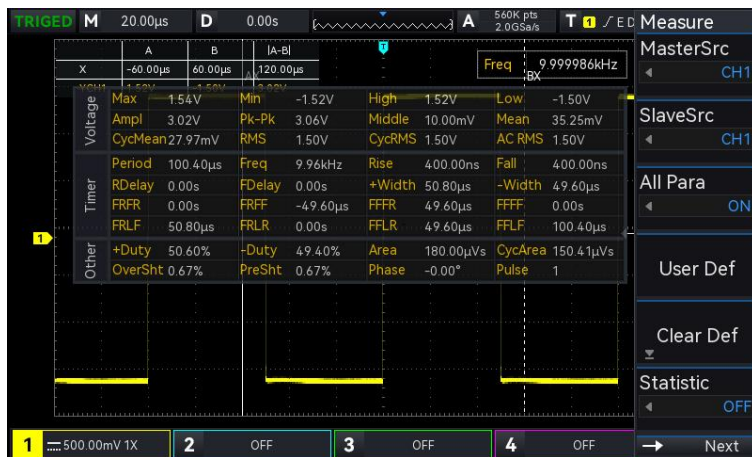 TRIGED M 20.00µs D 0.00s A 560K pts 2.0GSa/s T 1 E D Measure
A B |A-B|
X -60.00µs 60.00µs 120.00µs
Freq 9.999986kHz
AX BX
Voltage
Max 1.54V Min -1.52V High 1.52V Low -1.50V
Ampl 3.02V Pk-Pk 3.06V Middle 10.00mV Mean 35.25mV
CycMean 27.97mV RMS 1.50V CycRMS 1.50V AC RMS 1.50V
Timer
Period 100.40µs Freq 9.96kHz Rise 400.00ns Fall 400.00ns
RDelay 0.00s FDelay 0.00s +Width 50.80µs -Width 49.60µs
FRFR 0.00s FRFF -49.60µs FFFR 49.60µs FFFF 0.00s
FRLF 50.80µs FRLR 0.00s FFLR 49.60µs FFLF 100.40µs
Other
+Duty 50.60% -Duty 49.40% Area 180.00µVs CycArea 150.41µVs
OverSht 0.67% PreSht 0.67% Phase -0.00° Pulse 1
1
MasterSrc
CH1
SlaveSrc
CH1
All Para
ON
User Def
Clear Def
Statistic
OFF
Next
1 500.00mV 1X 2 OFF 3 OFF 4 OFF